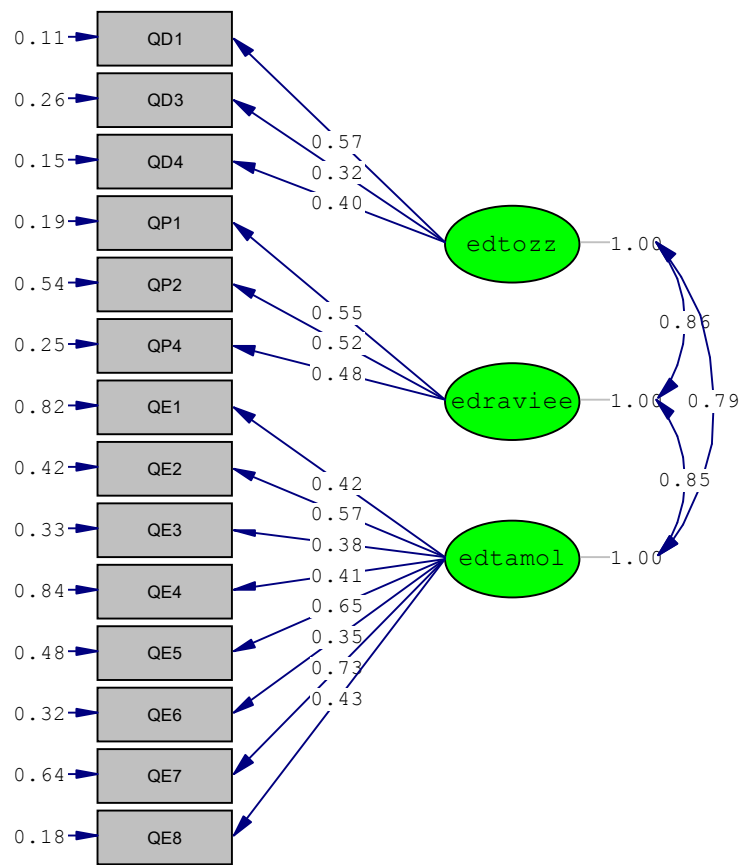 0.11 QD1
0.26 QD3
0.15 QD4
0.19 QP1
0.54 QP2
0.25 QP4
0.82 QE1
0.42 QE2
0.33 QE3
0.84 QE4
0.48 QE5
0.32 QE6
0.64 QE7
0.18 QE8
0.57
0.32
0.40
0.55
0.52
0.48
0.42
0.57
0.38
0.41
0.65
0.35
0.73
0.43
edtozz 1.00
edraviee 1.00
edtamol 1.00
0.86
0.79
0.85